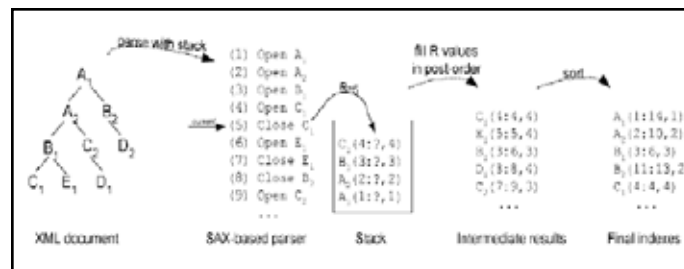 parse with stack
fill R values
in post-order
sort
R=4
current
A1
A2 B2
B1 C2 D2
C1 E1 D1
(1) Open A1
(2) Open A2
(3) Open B1
(4) Open C1
(5) Close C1
(6) Open E1
(7) Close E1
(8) Close B1
(9) Open C2
...
C1(4:?,4)
B1(3:?,3)
A2(2:?,2)
A1(1:?,1)
C1(4:4,4)
E1(5:5,4)
B1(3:6,3)
D1(8:8,4)
C2(7:9,3)
...
A1(1:14,1)
A2(2:10,2)
B1(3:6,3)
B2(11:13,2)
C1(4:4,4)
...
XML document
SAX-based parser
Stack
Intermediate results
Final indexes